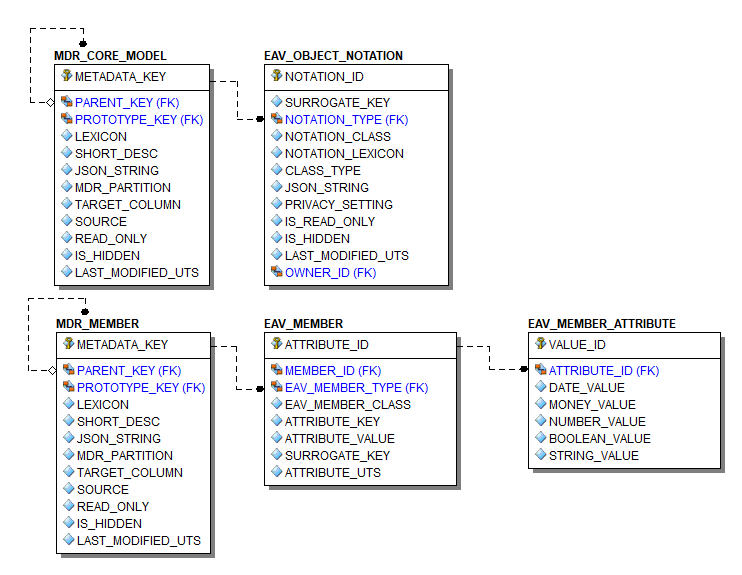 MDR_CORE_MODEL
METADATA_KEY
PARENT_KEY (FK)
PROTOTYPE_KEY (FK)
LEXICON
SHORT_DESC
JSON_STRING
MDR_PARTITION
TARGET_COLUMN
SOURCE
READ_ONLY
IS_HIDDEN
LAST_MODIFIED_UTS
EAV_OBJECT_NOTATION
NOTATION_ID
SURROGATE_KEY
NOTATION_TYPE (FK)
NOTATION_CLASS
NOTATION_LEXICON
CLASS_TYPE
JSON_STRING
PRIVACY_SETTING
IS_READ_ONLY
IS_HIDDEN
LAST_MODIFIED_UTS
OWNER_ID (FK)
MDR_MEMBER
METADATA_KEY
PARENT_KEY (FK)
PROTOTYPE_KEY (FK)
LEXICON
SHORT_DESC
JSON_STRING
MDR_PARTITION
TARGET_COLUMN
SOURCE
READ_ONLY
IS_HIDDEN
LAST_MODIFIED_UTS
EAV_MEMBER
ATTRIBUTE_ID
MEMBER_ID (FK)
EAV_MEMBER_TYPE (FK)
EAV_MEMBER_CLASS
ATTRIBUTE_KEY
ATTRIBUTE_VALUE
SURROGATE_KEY
ATTRIBUTE_UTS
EAV_MEMBER_ATTRIBUTE
VALUE_ID
ATTRIBUTE_ID (FK)
DATE_VALUE
MONEY_VALUE
NUMBER_VALUE
BOOLEAN_VALUE
STRING_VALUE